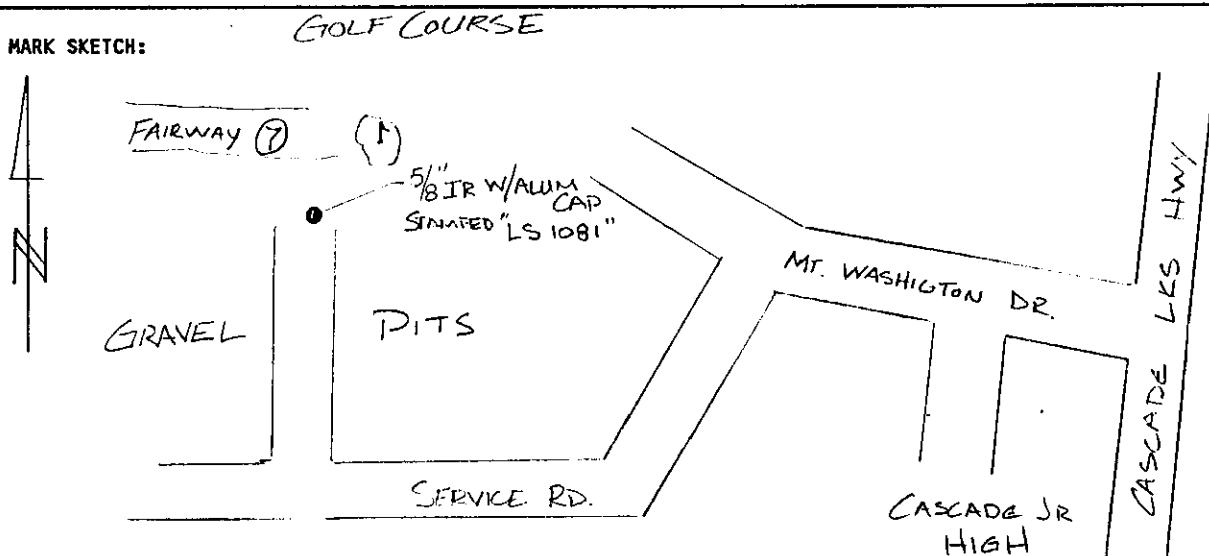 GOLF COURSE
MARK SKETCH:
FAIRWAY 7
5/8" IR W/ALUM
CAP
STAMPED "LS 1081"
N
MT. WASHIGTON DR.
CASCADE LKS HWY
GRAVEL PITS
SERVICE RD.
CASCADE JR
HIGH